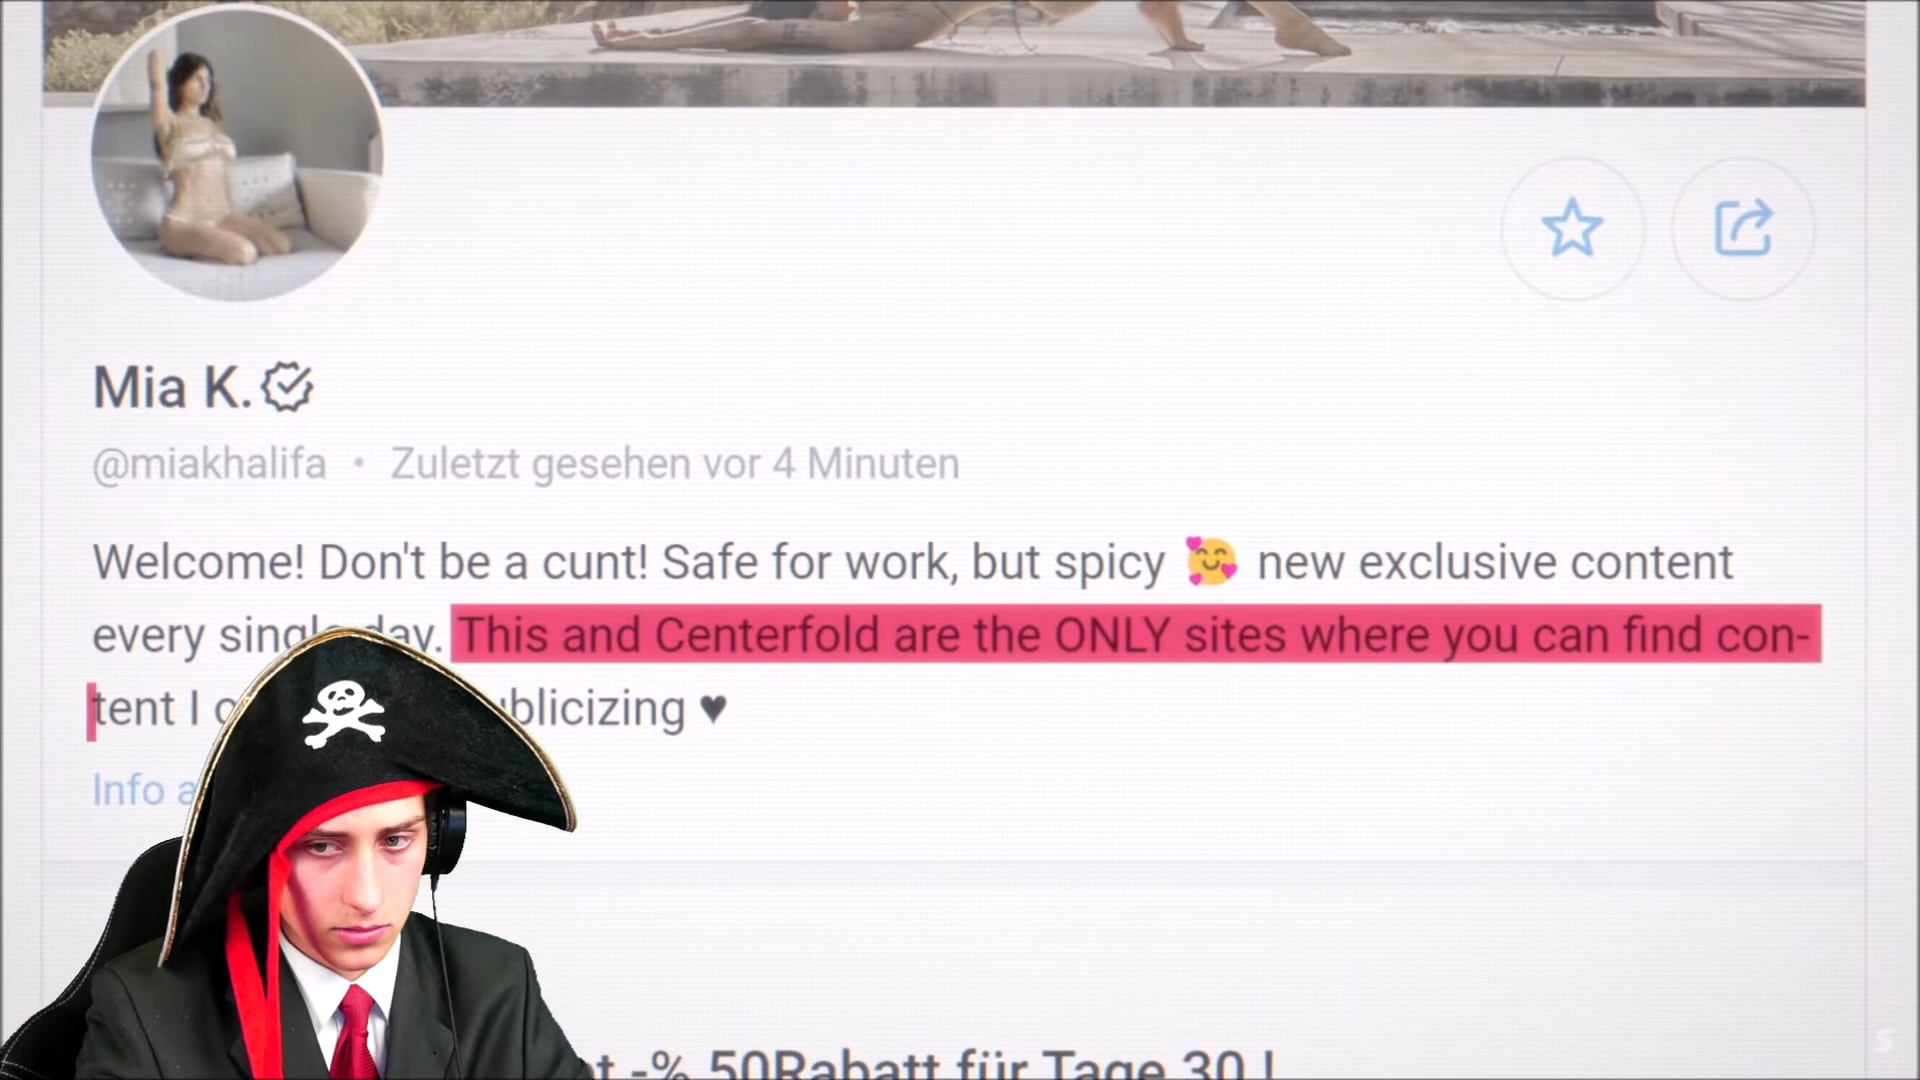 Mia K.
@miakhalifa • Zuletzt gesehen vor 4 Minuten
Welcome! Don't be a cunt! Safe for work, but spicy 🥰 new exclusive content
every single day. This and Centerfold are the ONLY sites where you can find con-
tent I blicizing ♥
Info
-% 50Rabatt für Tage 30 !
S